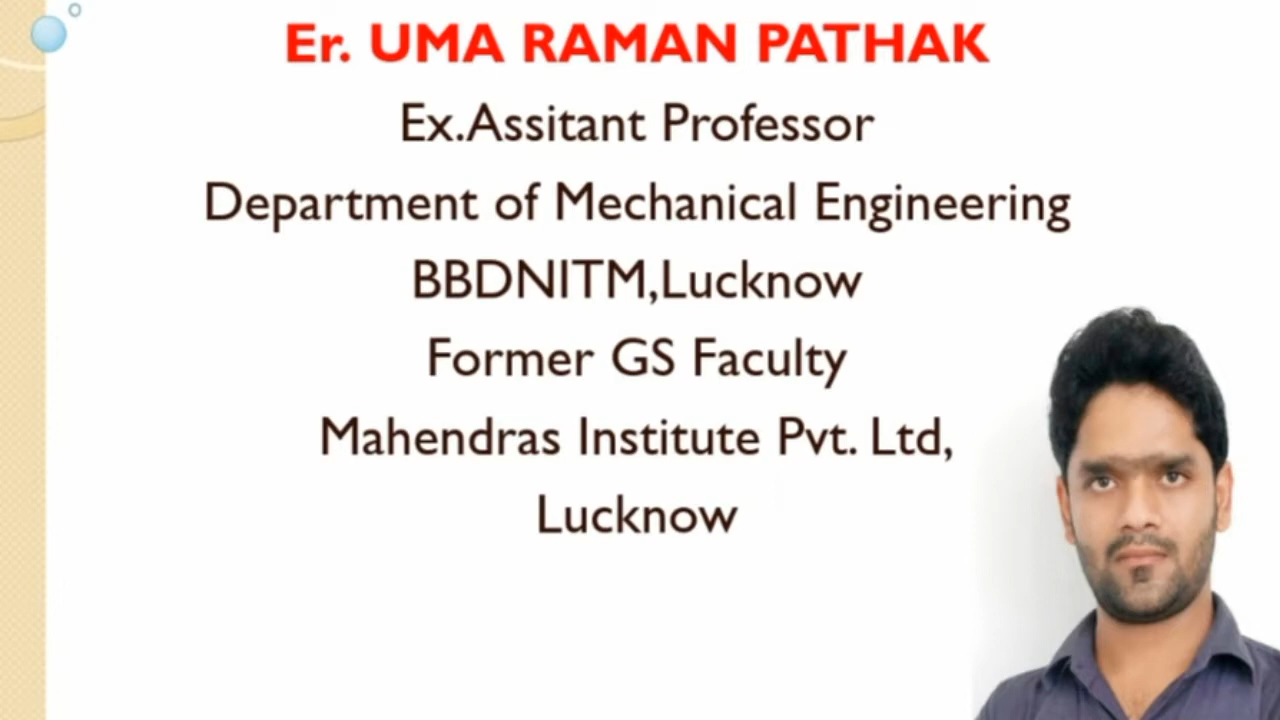 Er. UMA RAMAN PATHAK
Ex.Assitant Professor
Department of Mechanical Engineering
BBDNITM,Lucknow
Former GS Faculty
Mahendras Institute Pvt. Ltd,
Lucknow